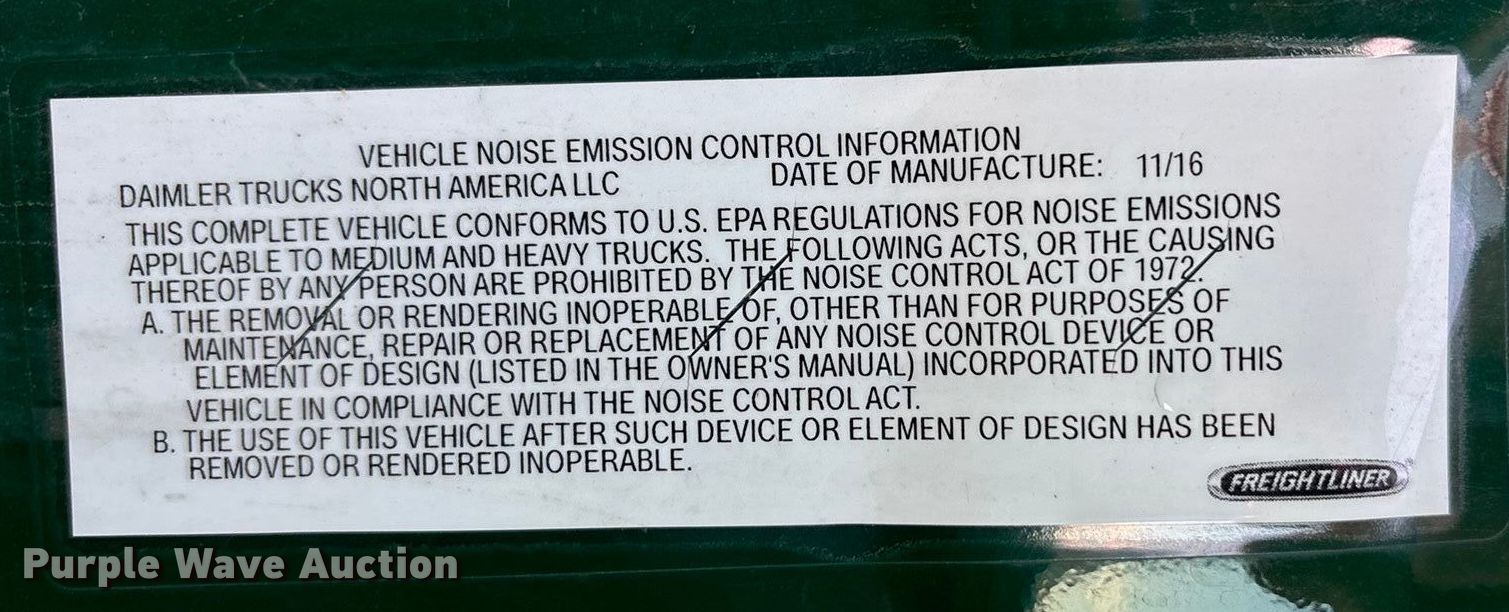 VEHICLE NOISE EMISSION CONTROL INFORMATION
DAIMLER TRUCKS NORTH AMERICA LLC DATE OF MANUFACTURE: 11/16
THIS COMPLETE VEHICLE CONFORMS TO U.S. EPA REGULATIONS FOR NOISE EMISSIONS
APPLICABLE TO MEDIUM AND HEAVY TRUCKS. THE FOLLOWING ACTS, OR THE CAUSING
THEREOF BY ANY PERSON ARE PROHIBITED BY THE NOISE CONTROL ACT OF 1972.
A. THE REMOVAL OR RENDERING INOPERABLE OF, OTHER THAN FOR PURPOSES OF
MAINTENANCE, REPAIR OR REPLACEMENT OF ANY NOISE CONTROL DEVICE OR
ELEMENT OF DESIGN (LISTED IN THE OWNER'S MANUAL) INCORPORATED INTO THIS
VEHICLE IN COMPLIANCE WITH THE NOISE CONTROL ACT.
B. THE USE OF THIS VEHICLE AFTER SUCH DEVICE OR ELEMENT OF DESIGN HAS BEEN
REMOVED OR RENDERED INOPERABLE.
FREIGHTLINER
Purple Wave Auction